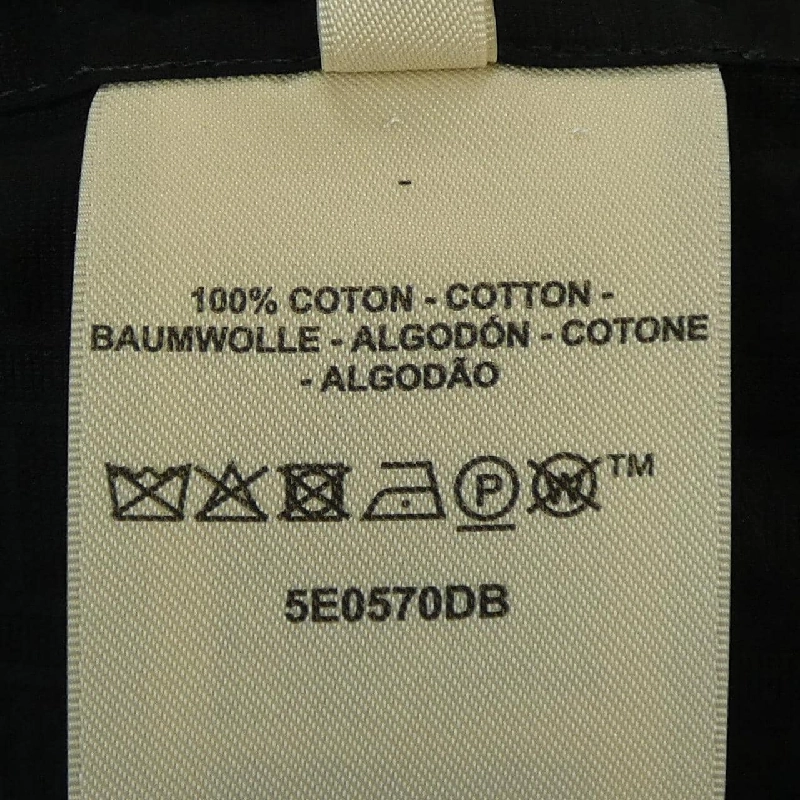 -
100% COTON - COTTON -
BAUMWOLLE - ALGODÓN - COTONE
- ALGODÃO
P W TM
5E0570DB